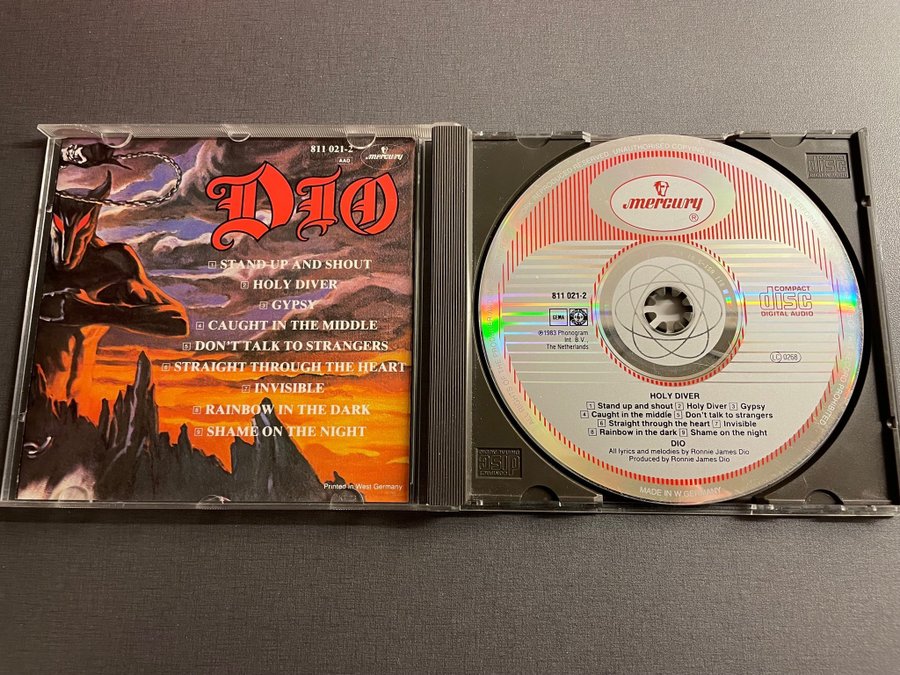 811 021-2
AAD
mercury
DIO
1 STAND UP AND SHOUT
2 HOLY DIVER
3 GYPSY
4 CAUGHT IN THE MIDDLE
5 DON'T TALK TO STRANGERS
6 STRAIGHT THROUGH THE HEART
7 INVISIBLE
8 RAINBOW IN THE DARK
9 SHAME ON THE NIGHT
Printed in West Germany
RESERVED. UNAUTHORISED COPYING,
mercury
®
811 021-2
GEMA
℗1983 Phonogram
Int. B.V.,
The Netherlands
COMPACT
disc
DIGITAL AUDIO
LC 0268
HOLY DIVER
1 Stand up and shout 2 Holy Diver 3 Gypsy
4 Caught in the middle 5 Don't talk to strangers
6 Straight through the heart 7 Invisible
8 Rainbow in the dark 9 Shame on the night
DIO
All lyrics and melodies by Ronnie James Dio
Produced by Ronnie James Dio
MADE IN W. GERMANY
PROHIBITED